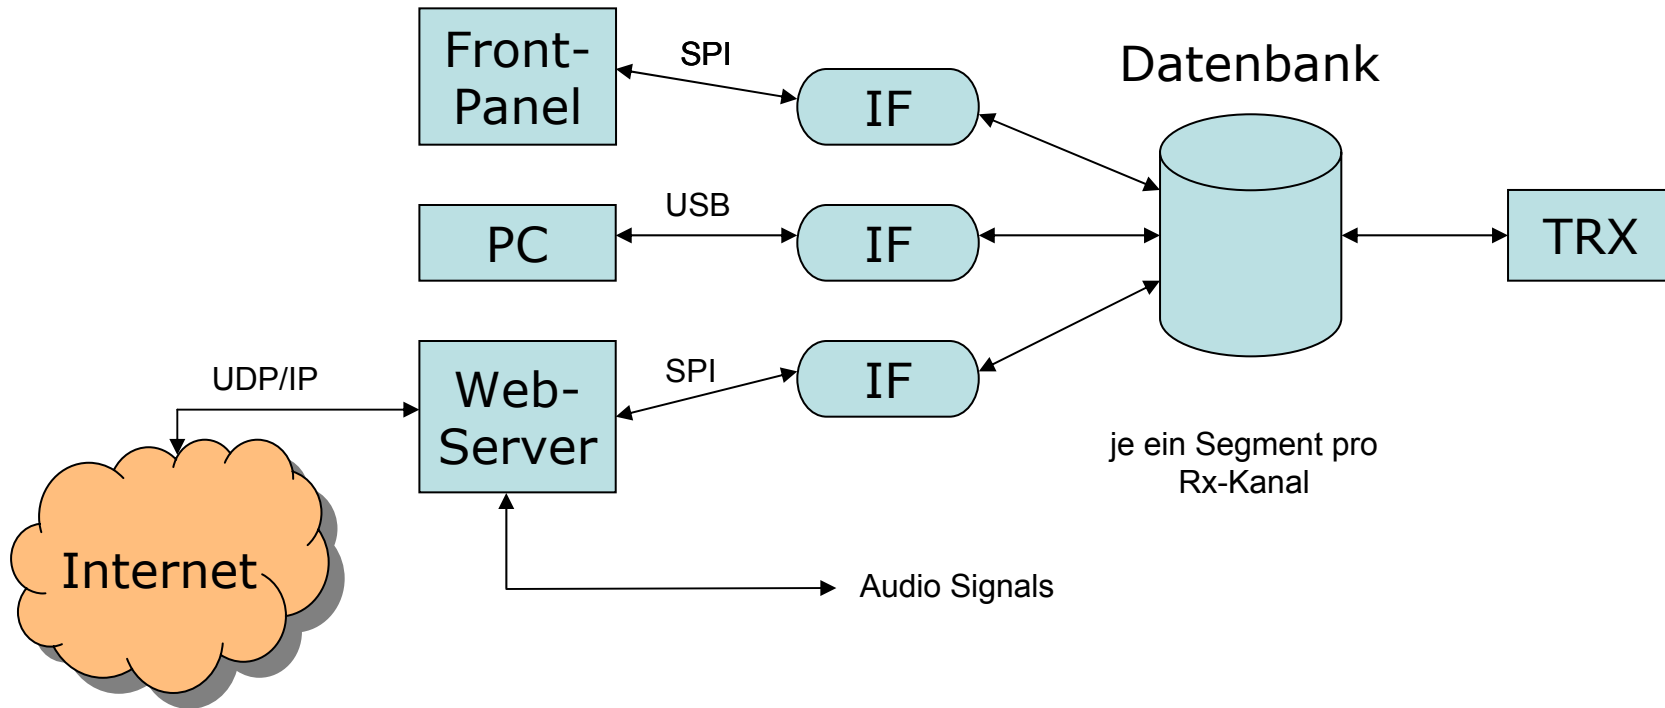 Front-
Panel
SPI
IF
Datenbank
PC
USB
IF
TRX
UDP/IP
Web-
Server
SPI
IF
je ein Segment pro
Rx-Kanal
Internet
Audio Signals